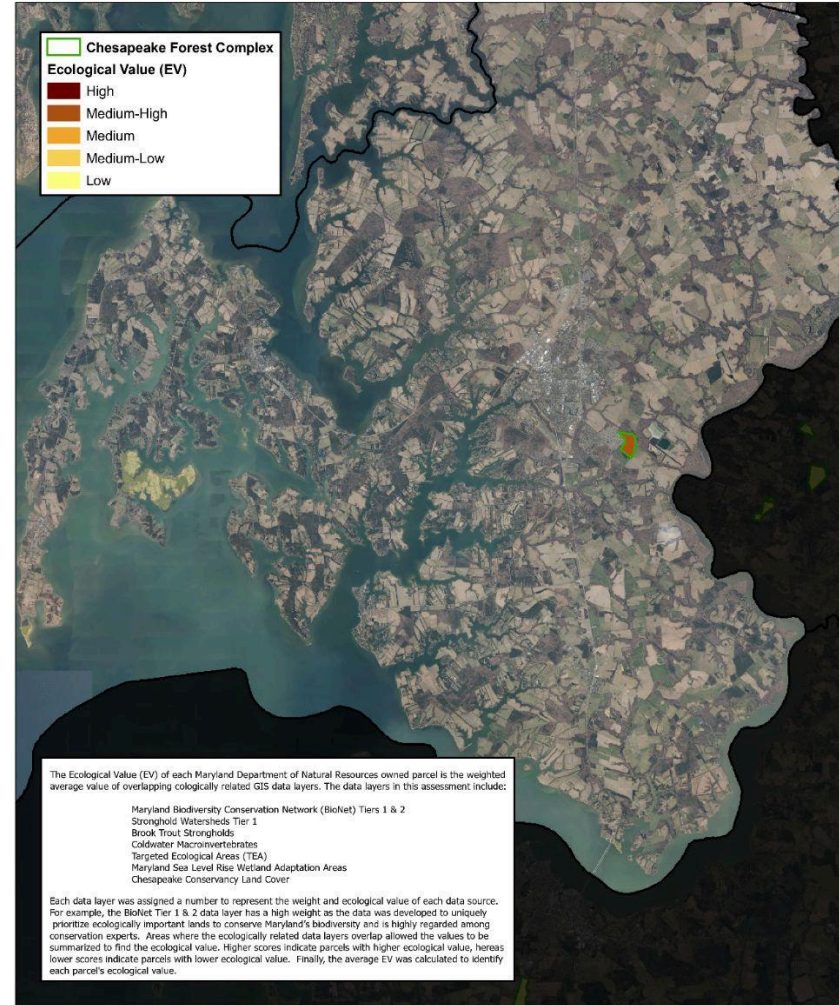 Chesapeake Forest Complex
Ecological Value (EV)
High
Medium-High
Medium
Medium-Low
Low
The Ecological Value (EV) of each Maryland Department of Natural Resources owned parcel is the weighted
average value of overlapping cologically related GIS data layers. The data layers in this assessment include:
Maryland Biodiversity Conservation Network (BioNet) Tiers 1 & 2
Stronghold Watersheds Tier 1
Brook Trout Strongholds
Coldwater Macroinvertebrates
Targeted Ecological Areas (TEA)
Maryland Sea Level Rise Wetland Adaptation Areas
Chesapeake Conservancy Land Cover
Each data layer was assigned a number to represent the weight and ecological value of each data source.
For example, the BioNet Tier 1 & 2 data layer has a high weight as the data was developed to uniquely
prioritize ecologically important lands to conserve Maryland's biodiversity and is highly regarded among
conservation experts. Areas where the ecologically related data layers overlap allowed the values to be
summarized to find the ecological value. Higher scores indicate parcels with higher ecological value, hereas
lower scores indicate parcels with lower ecological value. Finally, the average EV was calculated to identify
each parcel's ecological value.